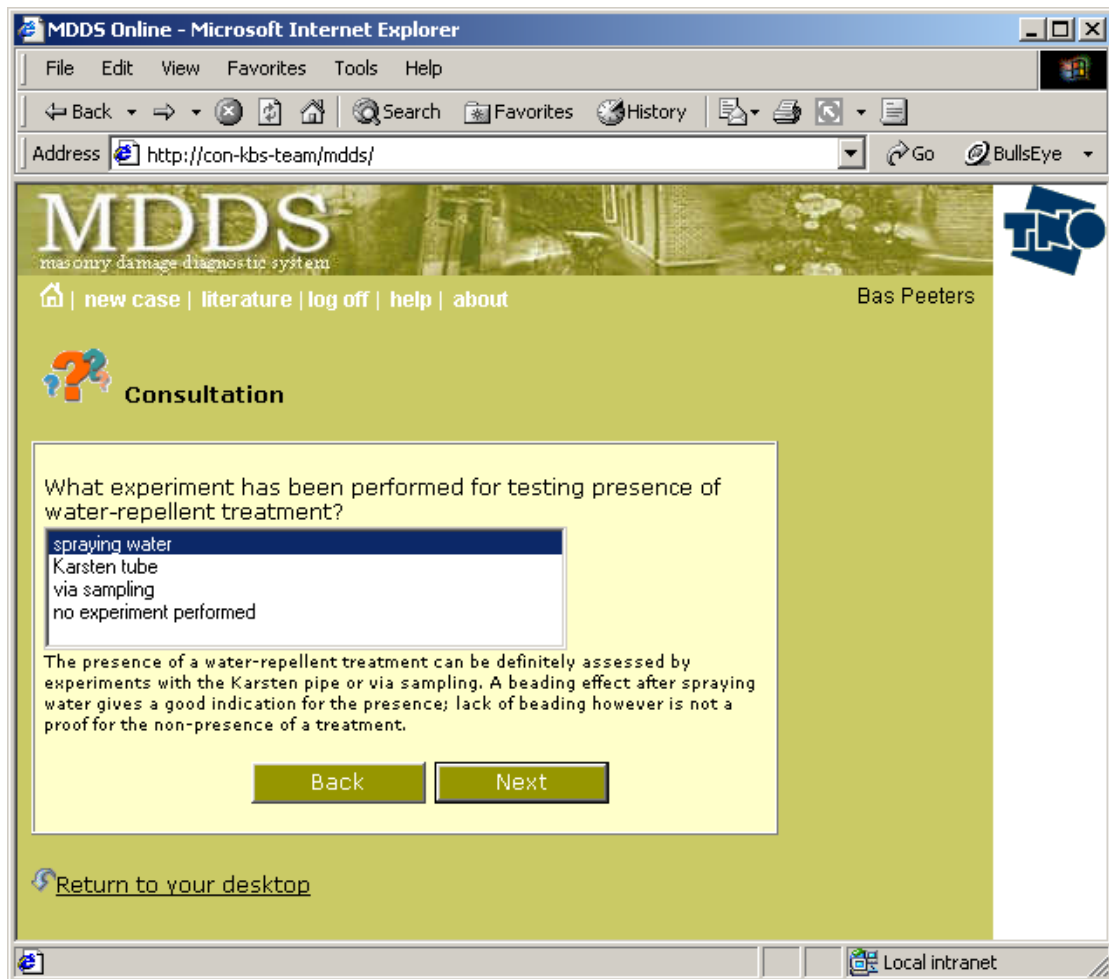 MDDS Online - Microsoft Internet Explorer
File Edit View Favorites Tools Help
Back Search Favorites History
Address http://con-kbs-team/mdds/ Go BullsEye
MDDS
masonry damage diagnostic system
TNO
| new case | literature | log off | help | about
Bas Peeters
Consultation
What experiment has been performed for testing presence of
water-repellent treatment?
spraying water
Karsten tube
via sampling
no experiment performed
The presence of a water-repellent treatment can be definitely assessed by
experiments with the Karsten pipe or via sampling. A beading effect after spraying
water gives a good indication for the presence; lack of beading however is not a
proof for the non-presence of a treatment.
Back Next
Return to your desktop
Local intranet